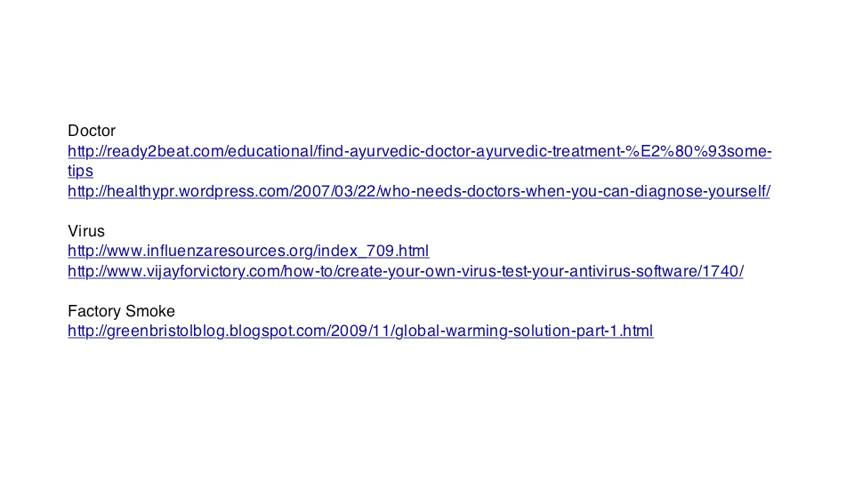 Doctor
http://ready2beat.com/educational/find-ayurvedic-doctor-ayurvedic-treatment-%E2%80%93some-
tips
http://healthypr.wordpress.com/2007/03/22/who-needs-doctors-when-you-can-diagnose-yourself/
Virus
http://www.influenzaresources.org/index_709.html
http://www.vijayforvictory.com/how-to/create-your-own-virus-test-your-antivirus-software/1740/
Factory Smoke
http://greenbristolblog.blogspot.com/2009/11/global-warming-solution-part-1.html